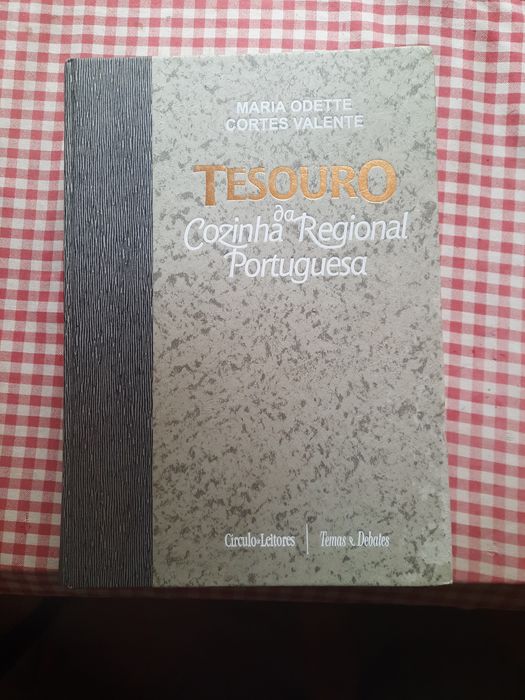 MARIA ODETTE
CORTES VALENTE
TESOURO
da
Cozinha Regional
Portuguesa
Círculo de Leitores | Temas e Debates